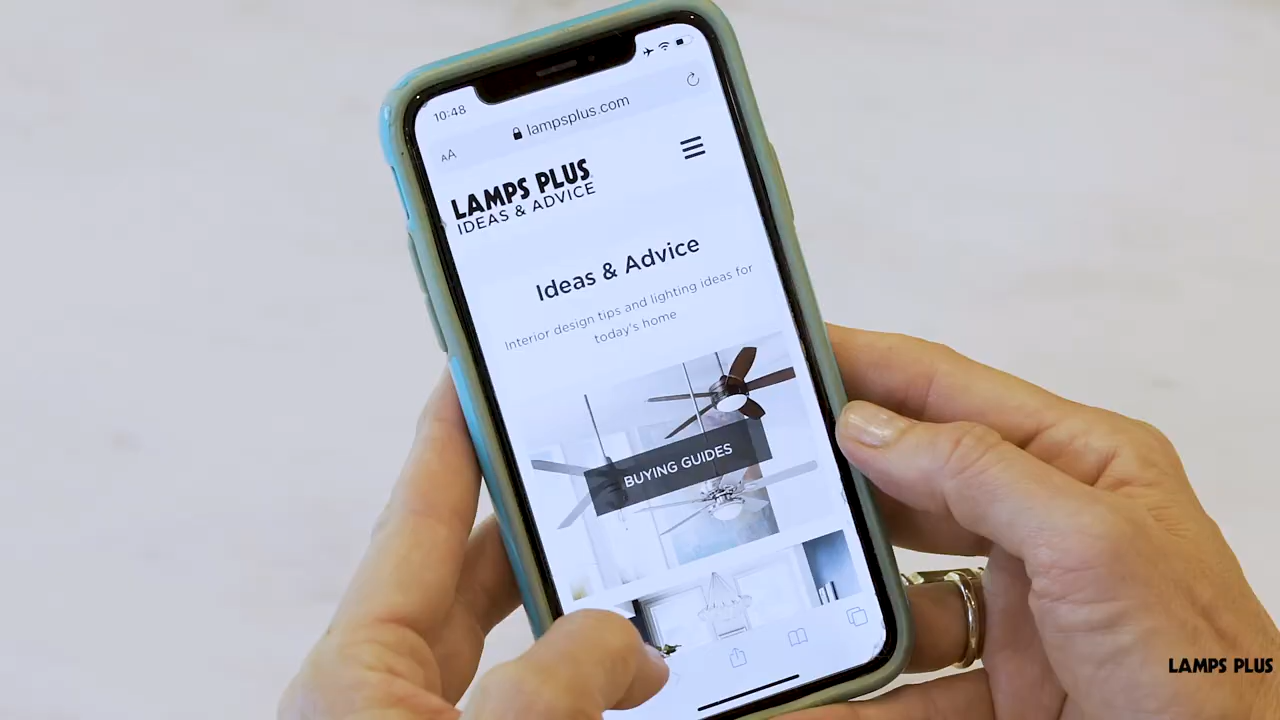 10:48
AA
lampsplus.com
LAMPS PLUS
IDEAS & ADVICE
Ideas & Advice
Interior design tips and lighting ideas for
today's home
BUYING GUIDES
LAMPS PLUS